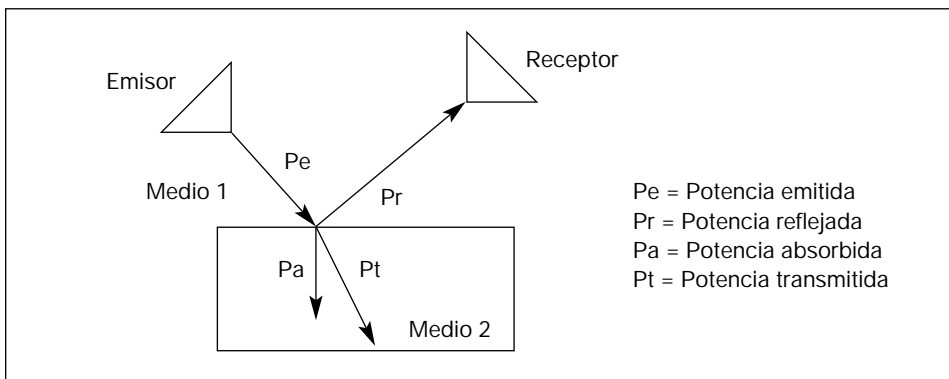 Receptor
Emisor
Pe
Medio 1
Pr
Pe = Potencia emitida
Pr = Potencia reflejada
Pa = Potencia absorbida
Pt = Potencia transmitida
Pa
Pt
Medio 2